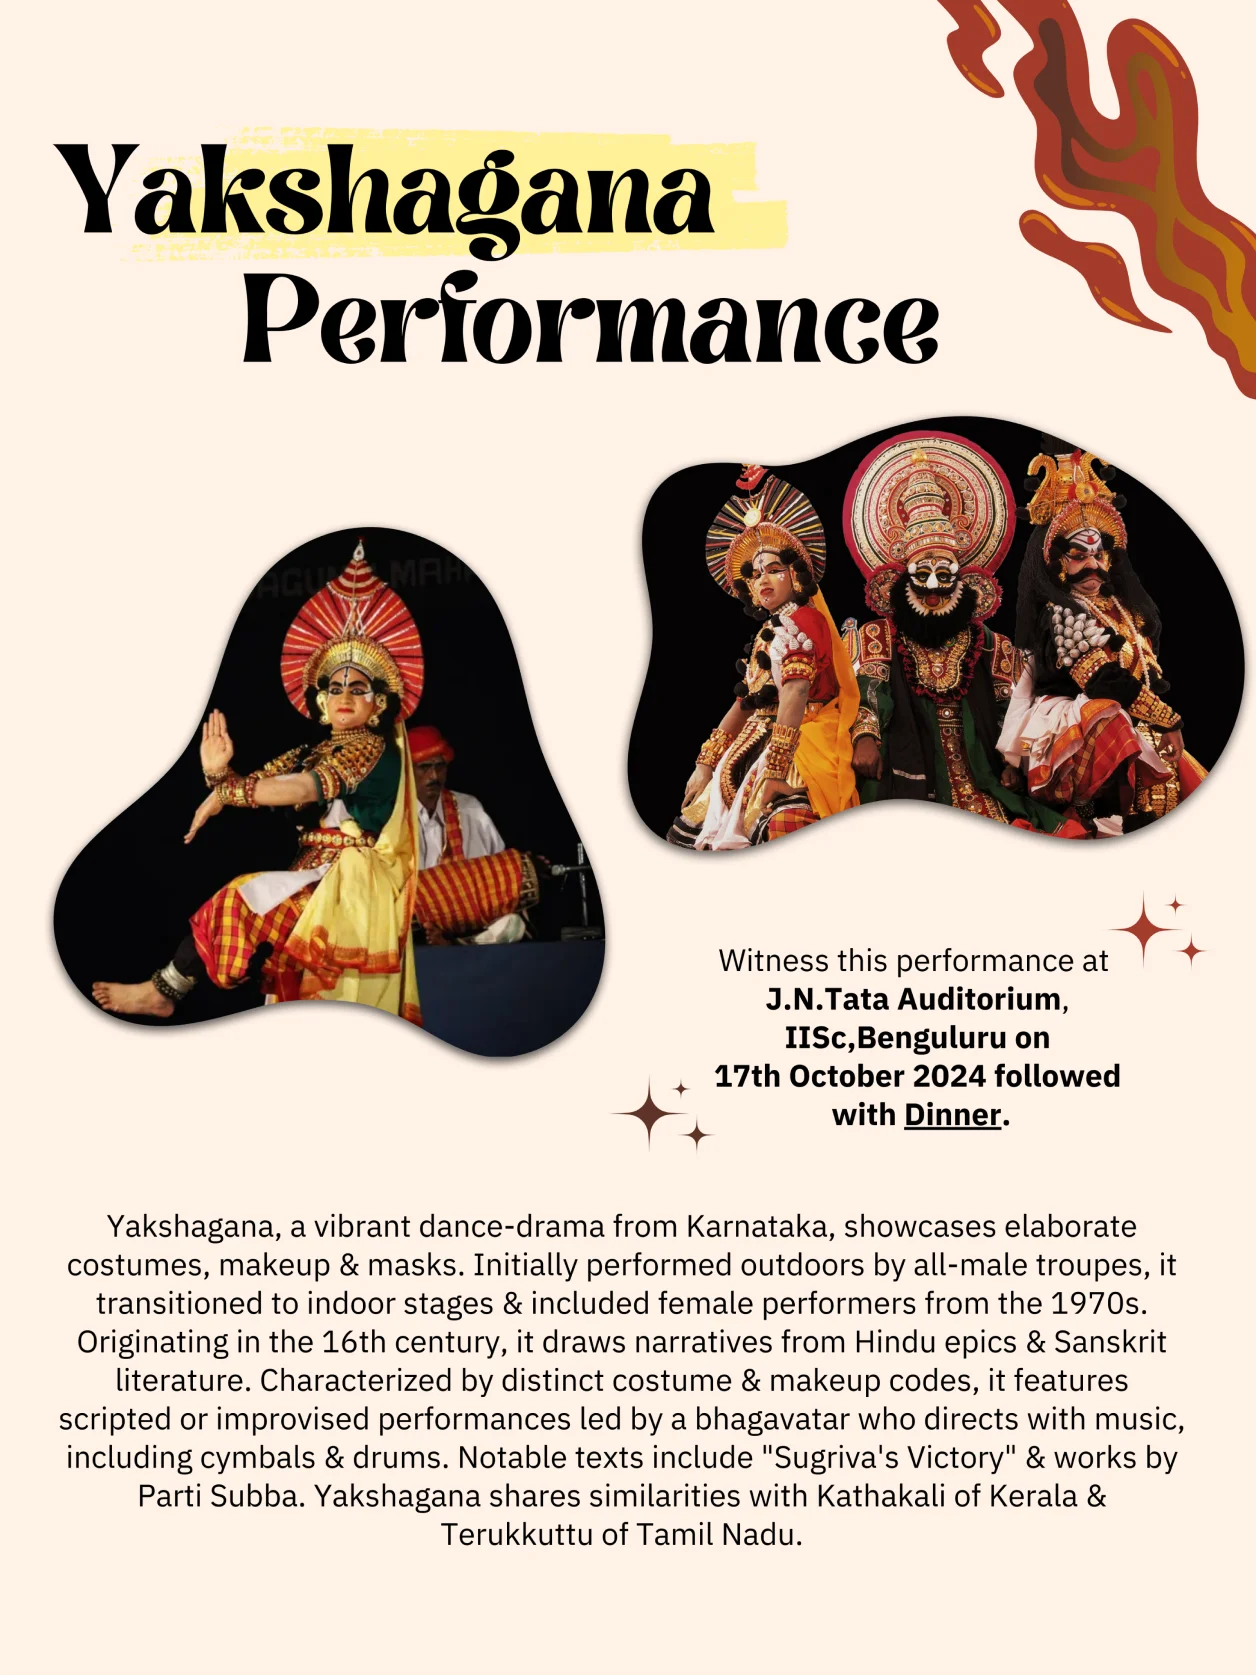 Yakshagana
Performance
Witness this performance at
J.N.Tata Auditorium,
IISc,Benguluru on
17th October 2024 followed
with Dinner.
Yakshagana, a vibrant dance-drama from Karnataka, showcases elaborate
costumes, makeup & masks. Initially performed outdoors by all-male troupes, it
transitioned to indoor stages & included female performers from the 1970s.
Originating in the 16th century, it draws narratives from Hindu epics & Sanskrit
literature. Characterized by distinct costume & makeup codes, it features
scripted or improvised performances led by a bhagavatar who directs with music,
including cymbals & drums. Notable texts include "Sugriva's Victory" & works by
Parti Subba. Yakshagana shares similarities with Kathakali of Kerala &
Terukkuttu of Tamil Nadu.